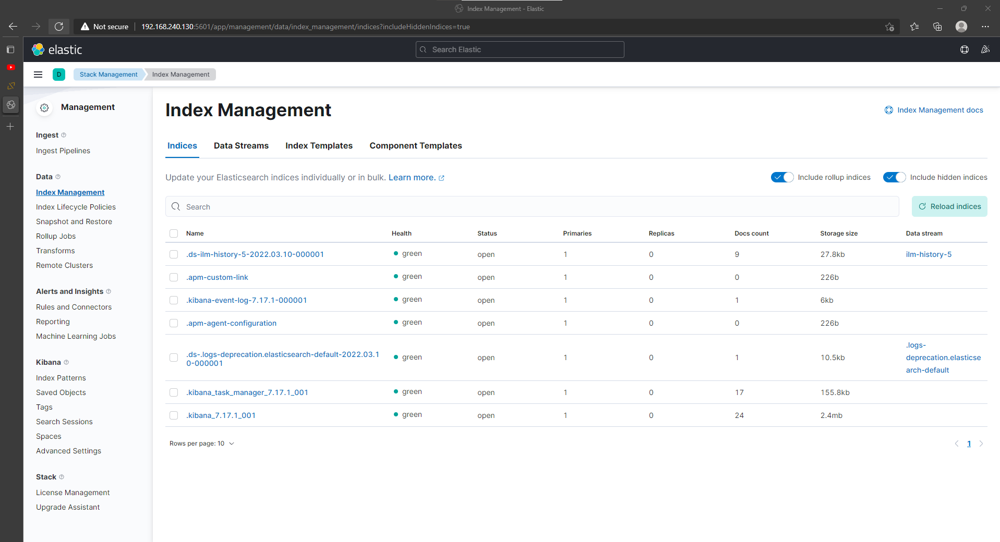 Index Management - Elastic
Not secure
192.168.240.130:5601/app/management/data/index_management/indices?includeHiddenIndices=true
elastic
Search Elastic
D
Stack Management
Index Management
Management
Ingest
Ingest Pipelines
Data
Index Management
Index Lifecycle Policies
Snapshot and Restore
Rollup Jobs
Transforms
Remote Clusters
Alerts and Insights
Rules and Connectors
Reporting
Machine Learning Jobs
Kibana
Index Patterns
Saved Objects
Tags
Search Sessions
Spaces
Advanced Settings
Stack
License Management
Upgrade Assistant
Index Management
Index Management docs
Indices Data Streams Index Templates Component Templates
Update your Elasticsearch indices individually or in bulk. Learn more.
Include rollup indices
Include hidden indices
Search
Reload indices
Name Health Status Primaries Replicas Docs count Storage size Data stream
.ds-ilm-history-5-2022.03.10-000001 green open 1 0 9 27.8kb ilm-history-5
.apm-custom-link green open 1 0 0 226b
.kibana-event-log-7.17.1-000001 green open 1 0 1 6kb
.apm-agent-configuration green open 1 0 0 226b
.ds-.logs-deprecation.elasticsearch-default-2022.03.1
0-000001
green open 1 0 1 10.5kb
.logs-
deprecation.elasticse
arch-default
.kibana_task_manager_7.17.1_001 green open 1 0 17 155.8kb
.kibana_7.17.1_001 green open 1 0 24 2.4mb
Rows per page: 10
1